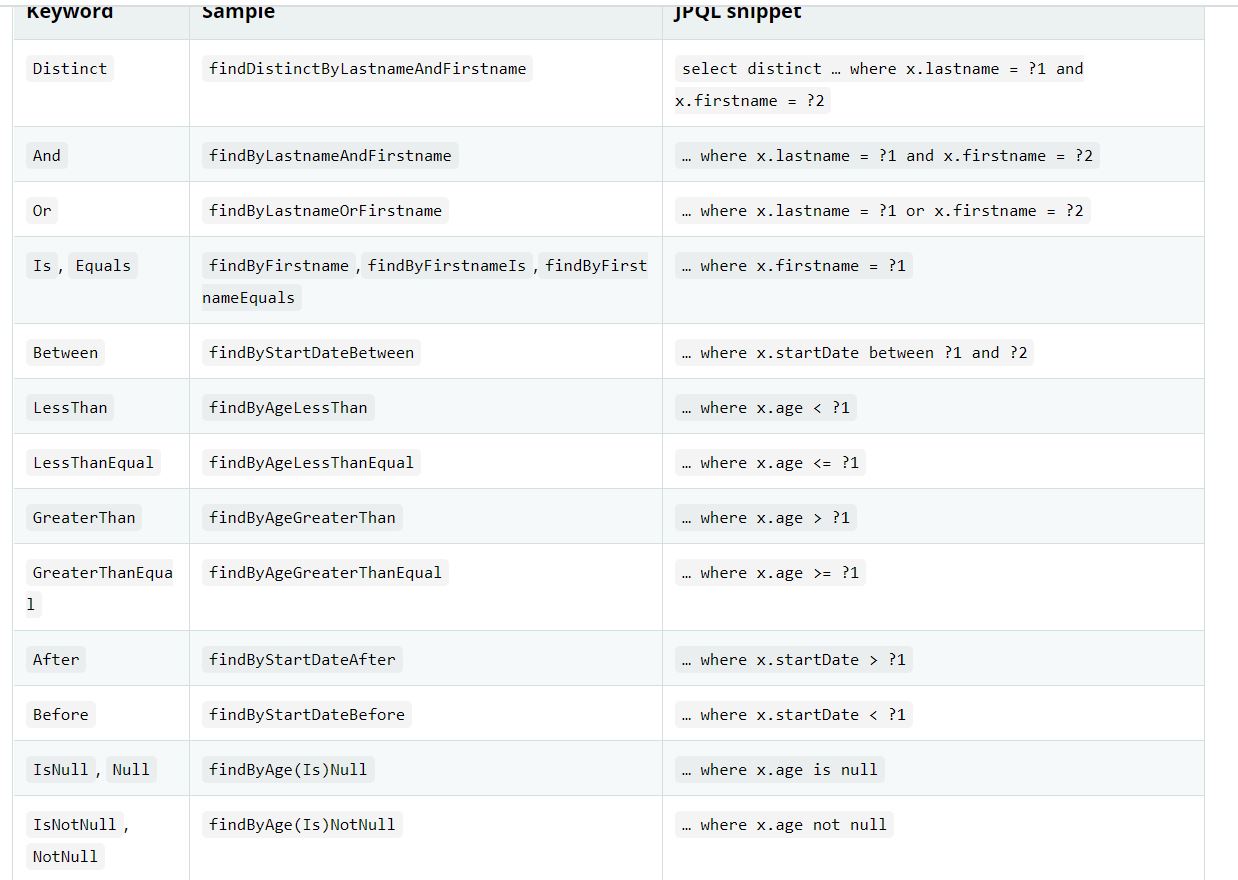 Keyword Sample JPQL snippet
Distinct findDistinctByLastnameAndFirstname select distinct … where x.lastname = ?1 and
x.firstname = ?2
And findByLastnameAndFirstname … where x.lastname = ?1 and x.firstname = ?2
Or findByLastnameOrFirstname … where x.lastname = ?1 or x.firstname = ?2
Is, Equals findByFirstname, findByFirstnameIs, findByFirst … where x.firstname = ?1
nameEquals
Between findByStartDateBetween … where x.startDate between ?1 and ?2
LessThan findByAgeLessThan … where x.age < ?1
LessThanEqual findByAgeLessThanEqual … where x.age <= ?1
GreaterThan findByAgeGreaterThan … where x.age > ?1
GreaterThanEqua findByAgeGreaterThanEqual … where x.age >= ?1
l
After findByStartDateAfter … where x.startDate > ?1
Before findByStartDateBefore … where x.startDate < ?1
IsNull, Null findByAge(Is)Null … where x.age is null
IsNotNull, findByAge(Is)NotNull … where x.age not null
NotNull